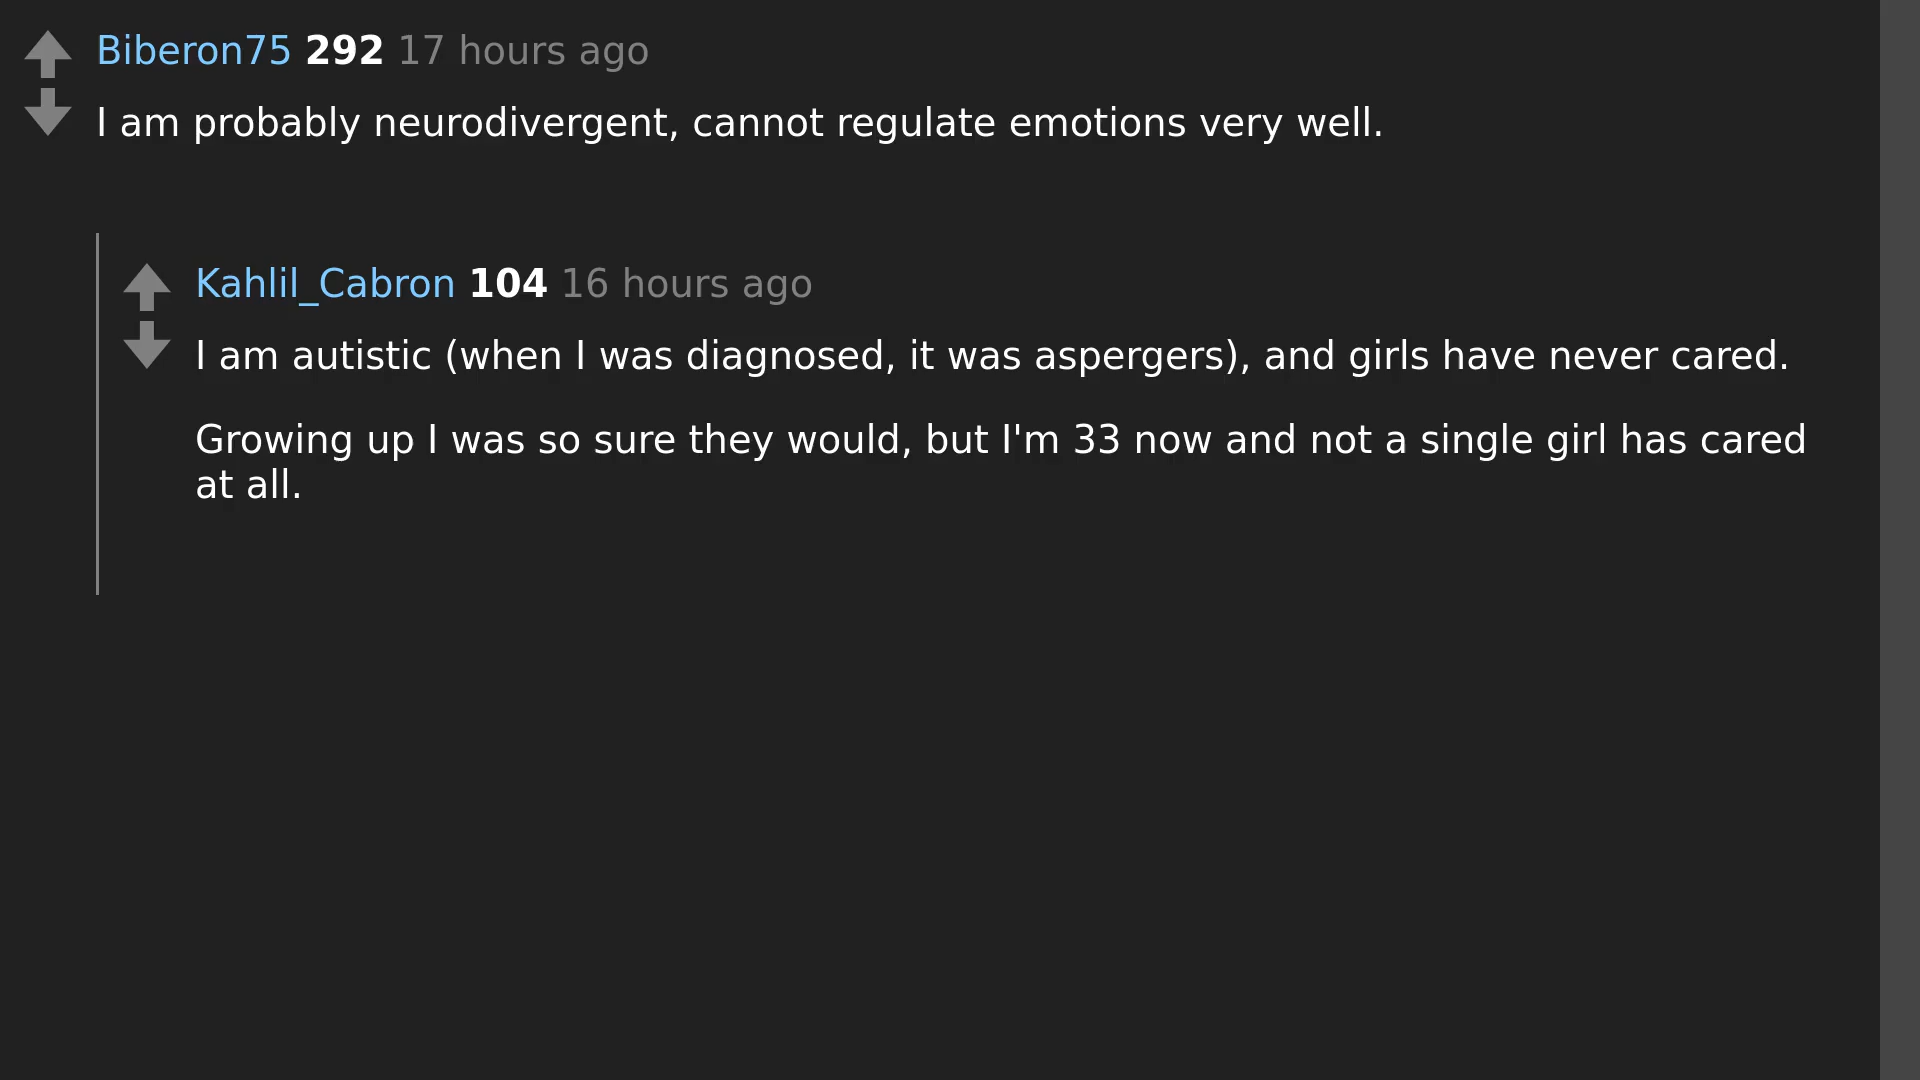 Biberon75 292 17 hours ago
I am probably neurodivergent, cannot regulate emotions very well.
Kahlil_Cabron 104 16 hours ago
I am autistic (when I was diagnosed, it was aspergers), and girls have never cared.
Growing up I was so sure they would, but I'm 33 now and not a single girl has cared
at all.